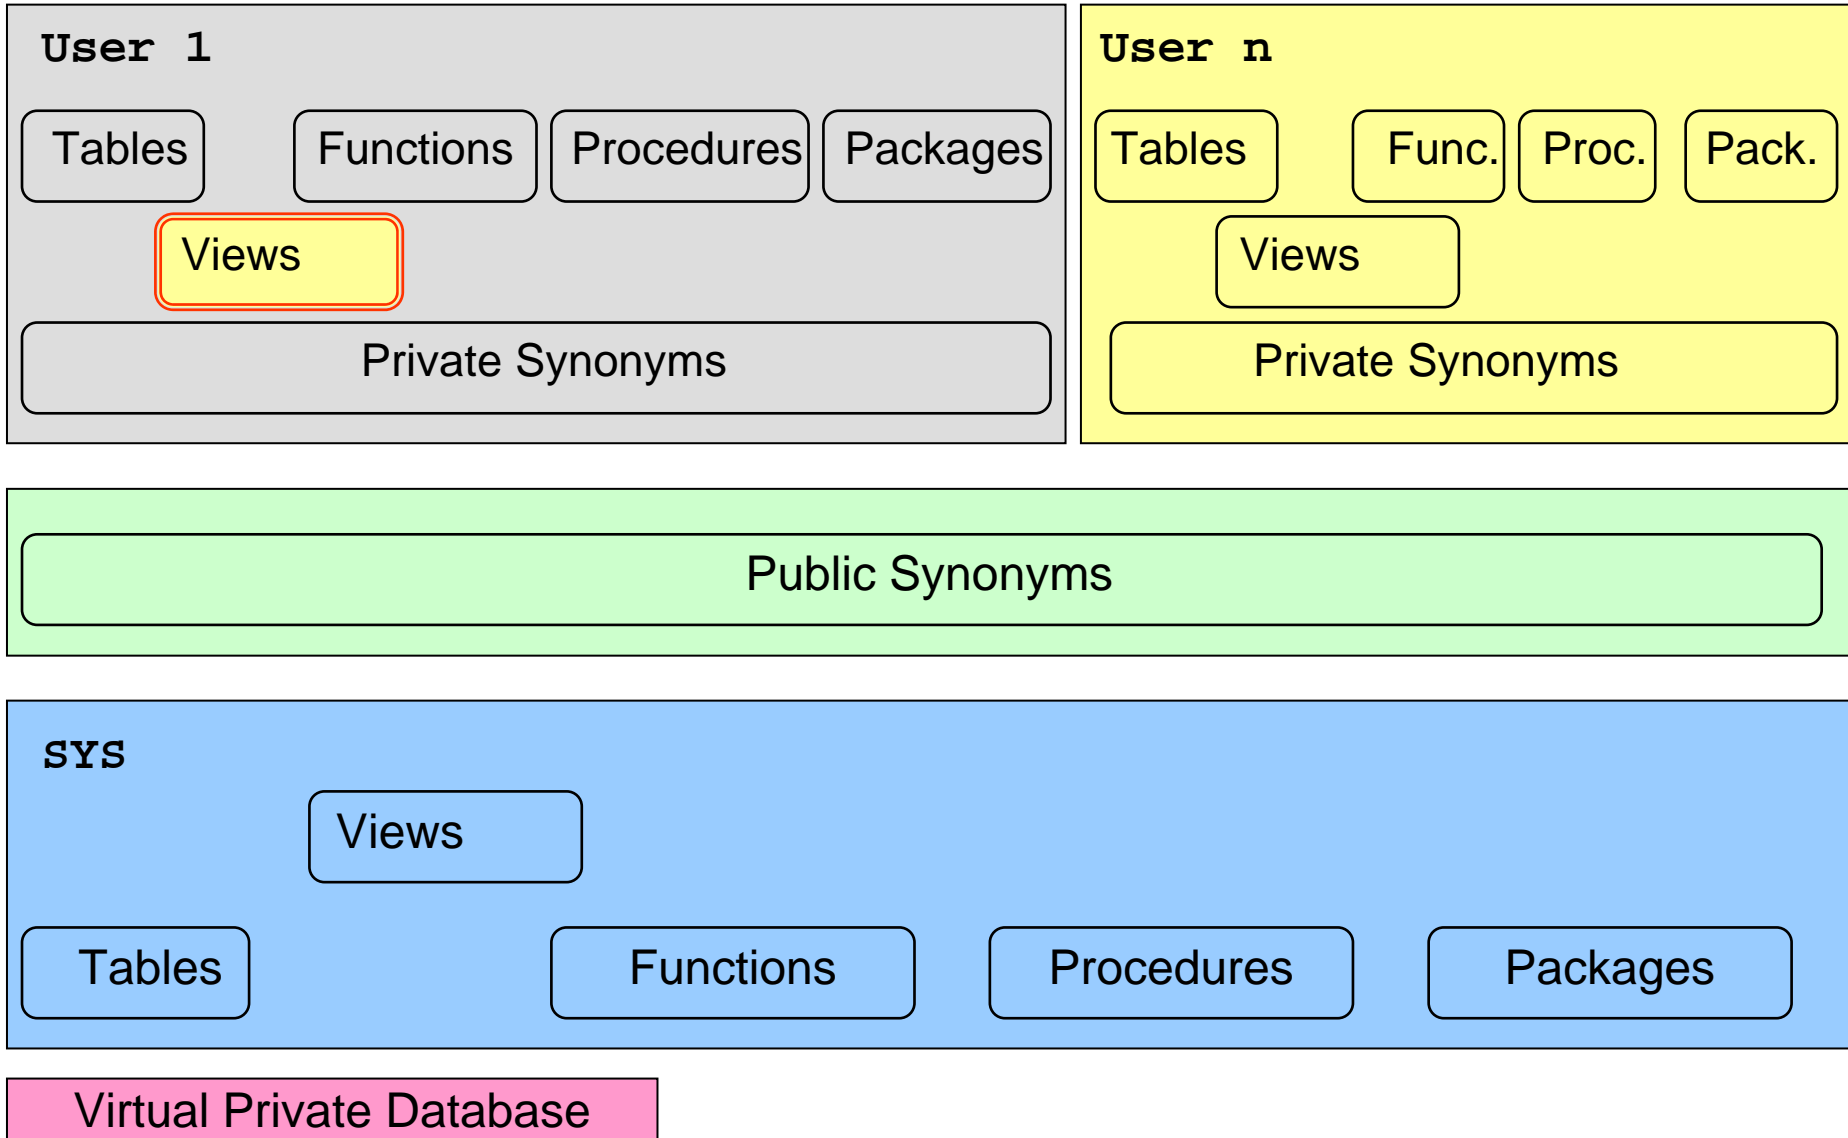 User 1
Tables
Functions
Procedures
Packages
Views
Private Synonyms
User n
Tables
Func.
Proc.
Pack.
Views
Private Synonyms
Public Synonyms
SYS
Views
Tables
Functions
Procedures
Packages
Virtual Private Database